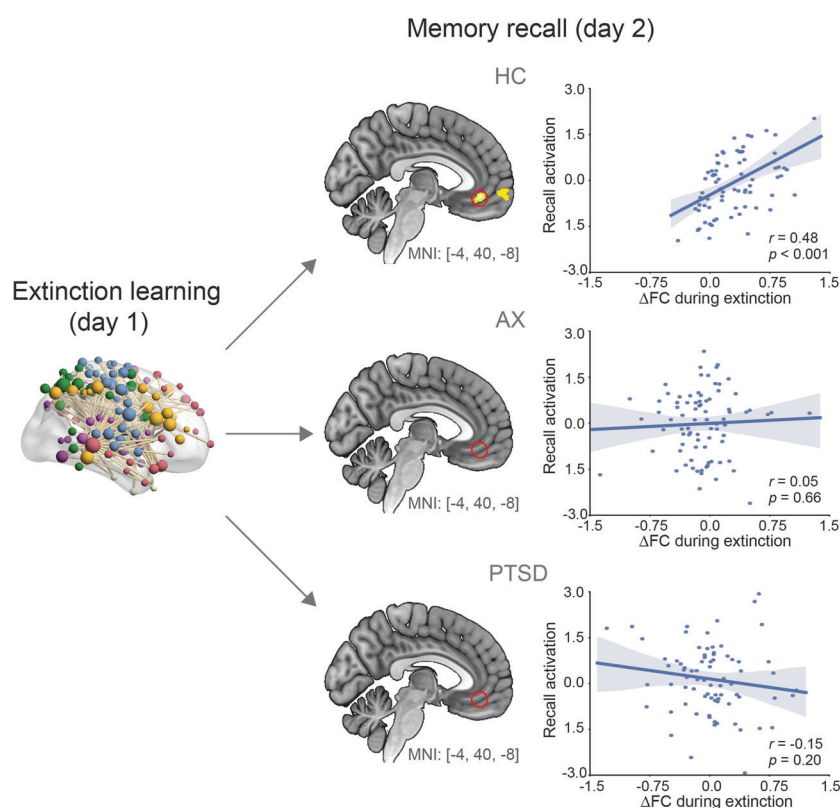 Memory recall (day 2)
Extinction learning
(day 1)
HC
MNI: [-4, 40, -8]
Recall activation
3.0
1.5
0.0
1.5
-3.0
-1.5
-0.75
0.0
0.75
1.5
r = 0.48
p < 0.001
ΔFC during extinction
AX
MNI: [-4, 40, -8]
Recall activation
3.0
1.5
0.0
1.5
-3.0
-1.5
-0.75
0.0
0.75
1.5
r = 0.05
p = 0.66
ΔFC during extinction
PTSD
MNI: [-4, 40, -8]
Recall activation
3.0
1.5
0.0
1.5
-3.0
-1.5
-0.75
0.0
0.75
1.5
r = -0.15
p = 0.20
ΔFC during extinction